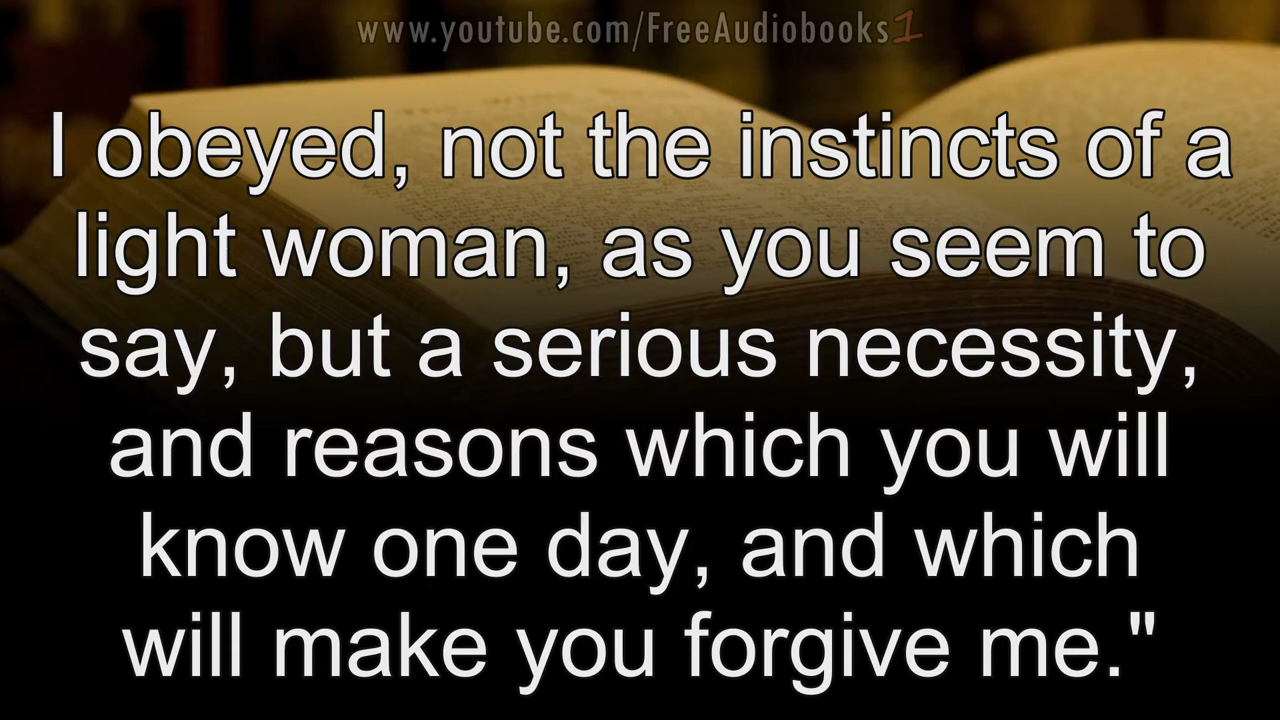 www.youtube.com/FreeAudiobooks1
I obeyed, not the instincts of a
light woman, as you seem to
say, but a serious necessity,
and reasons which you will
know one day, and which
will make you forgive me."